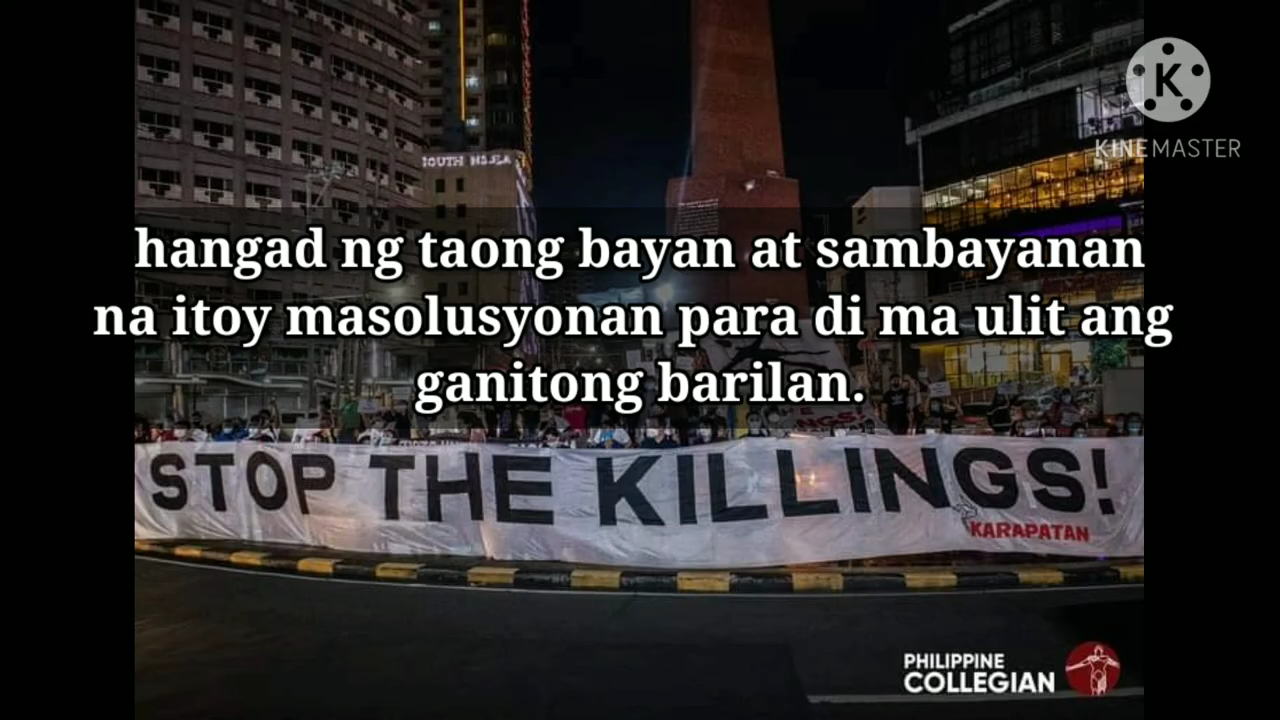 KINEMASTER
SOUTH
hangad ng taong bayan at sambayanan
na itoy masolusyonan para di ma ulit ang
ganitong barilan.
STOP THE KILLINGS!
KARAPATAN
PHILIPPINE
COLLEGIAN